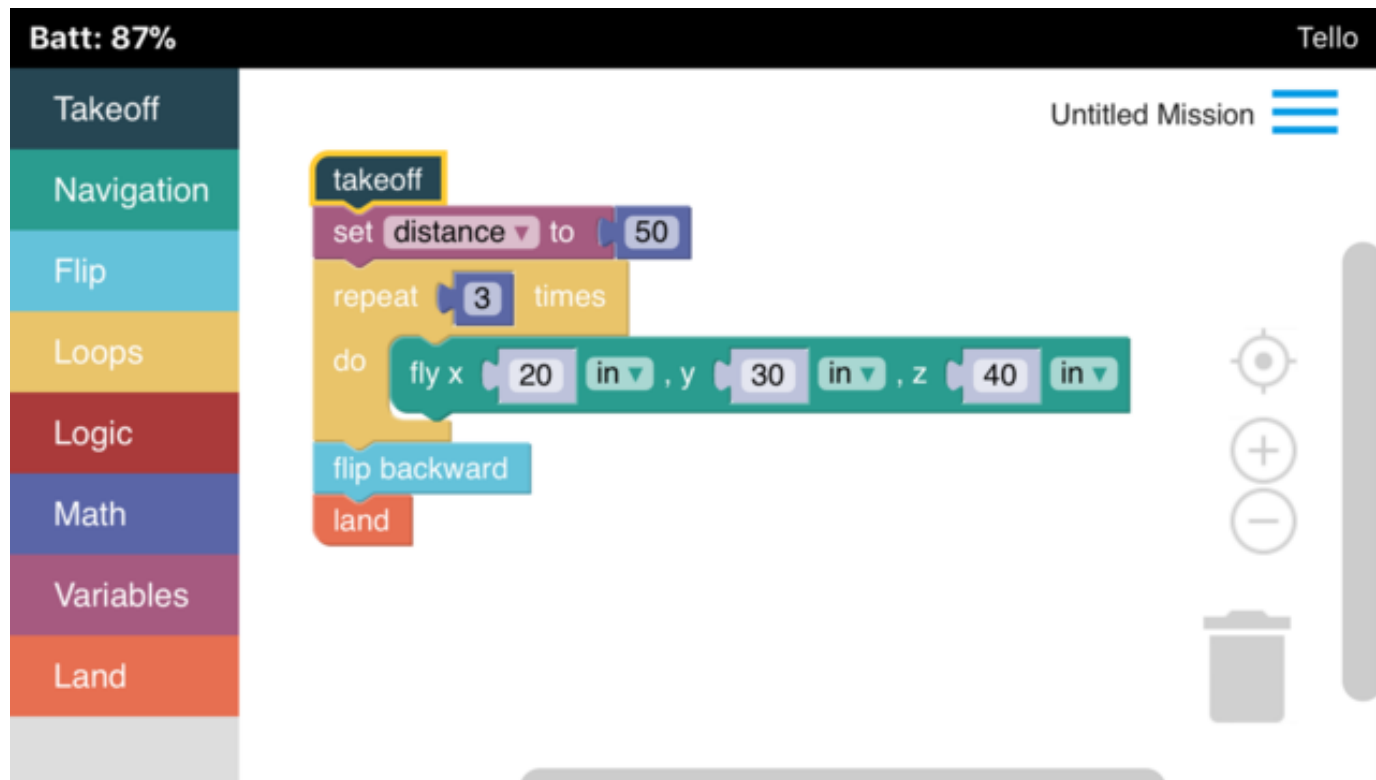 Batt: 87% Tello
Takeoff
Navigation
Flip
Loops
Logic
Math
Variables
Land
Untitled Mission
takeoff
set distance ▾ to 50
repeat 3 times
do fly x 20 in ▾ , y 30 in ▾ , z 40 in ▾
flip backward
land